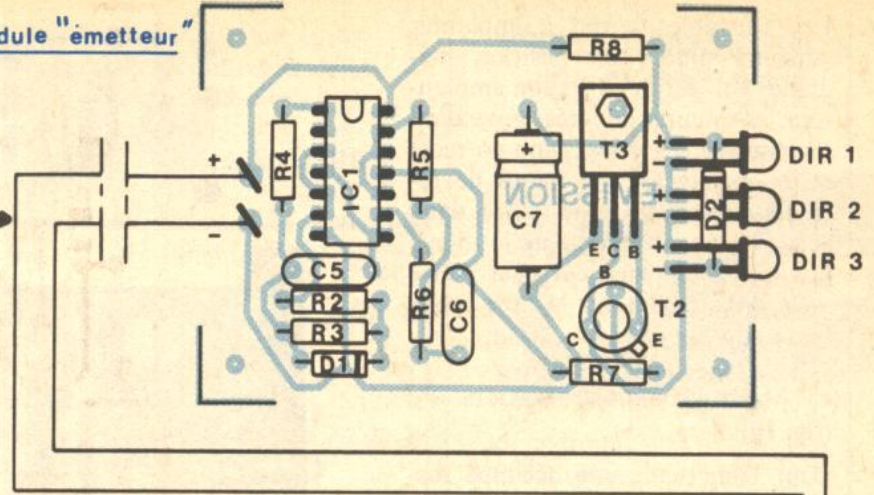 dule "émetteur"
R8
+
R4
IC1
R5
+
C7
T3
+
-
DIR 1
D2
+
-
DIR 2
+
-
DIR 3
-
EMISSION
E C B
C5
R2
R3
D1
R6
C6
B
T2
C
E
R7